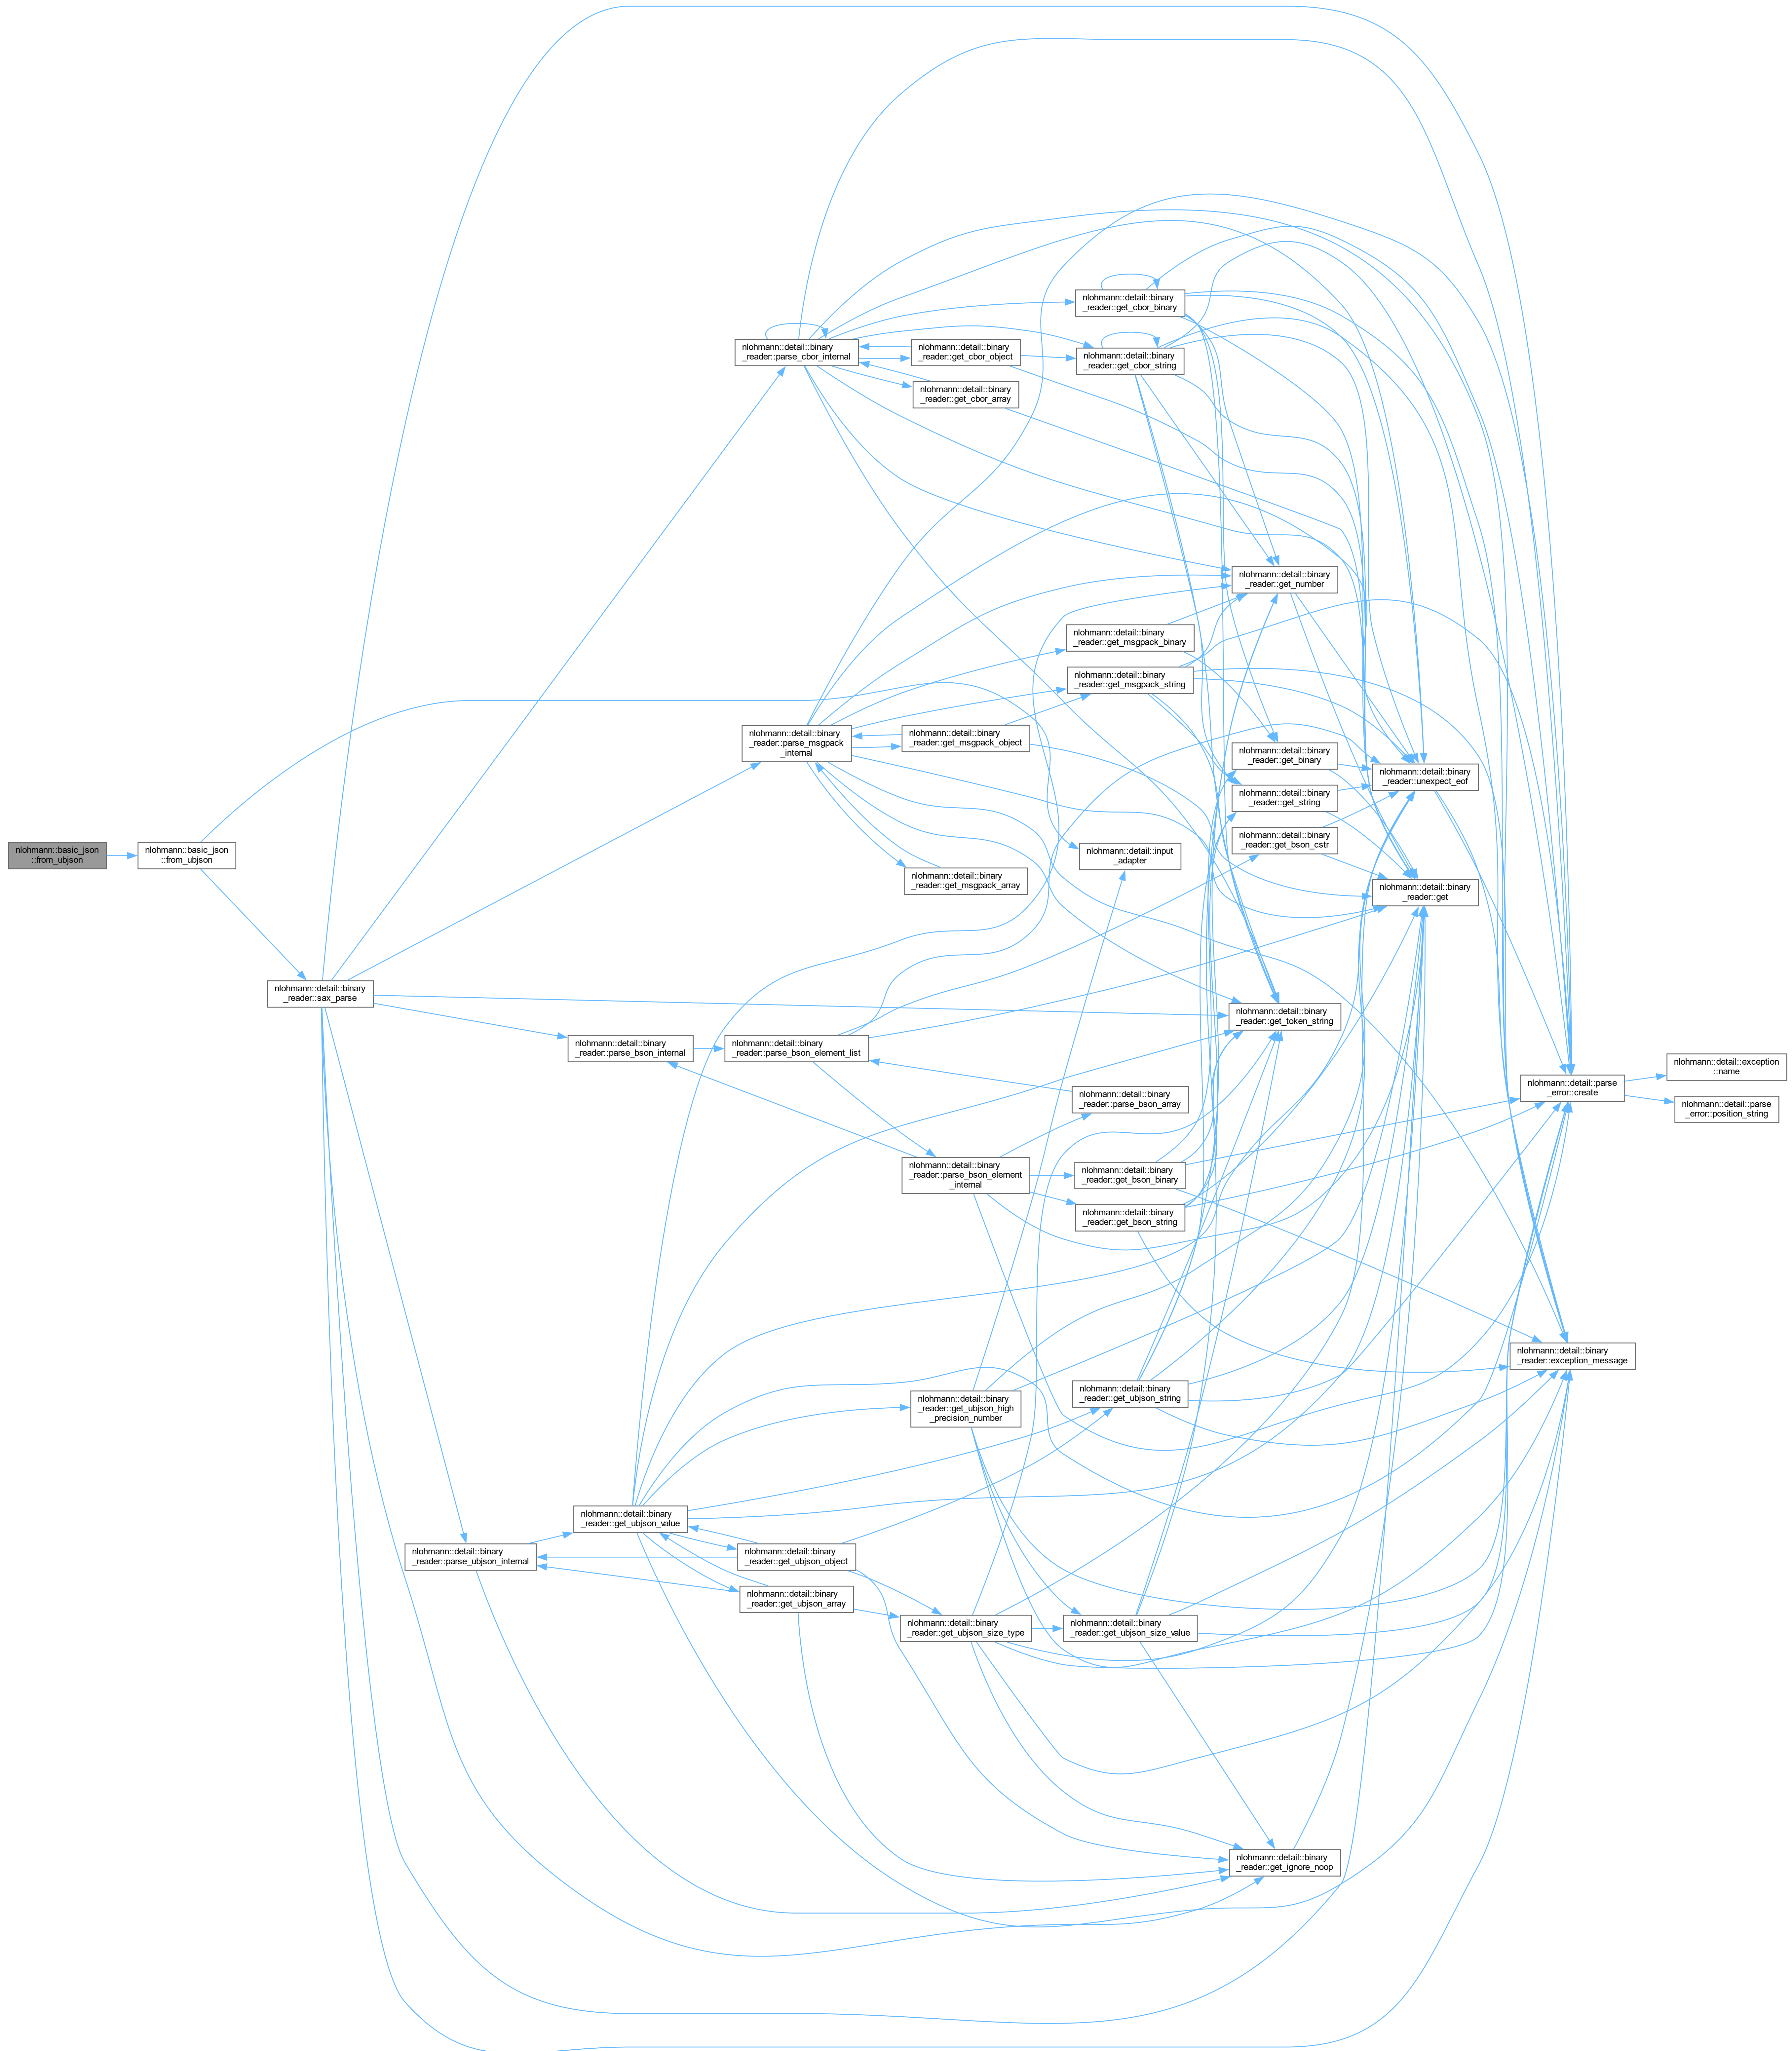 nlohmann::basic_json
::from_ubjson
nlohmann::basic_json
::from_ubjson
nlohmann::detail::binary
_reader::sax_parse
nlohmann::detail::binary
_reader::parse_cbor_internal
nlohmann::detail::binary
_reader::get_cbor_object
nlohmann::detail::binary
_reader::get_cbor_array
nlohmann::detail::binary
_reader::get_cbor_binary
nlohmann::detail::binary
_reader::get_cbor_string
nlohmann::detail::binary
_reader::get_number
nlohmann::detail::binary
_reader::get_msgpack_binary
nlohmann::detail::binary
_reader::get_msgpack_string
nlohmann::detail::binary
_reader::parse_msgpack
_internal
nlohmann::detail::binary
_reader::get_msgpack_object
nlohmann::detail::binary
_reader::get_msgpack_array
nlohmann::detail::binary
_reader::get_binary
nlohmann::detail::binary
_reader::get_string
nlohmann::detail::binary
_reader::get_bson_cstr
nlohmann::detail::binary
_reader::unexpect_eof
nlohmann::detail::input
_adapter
nlohmann::detail::binary
_reader::get
nlohmann::detail::binary
_reader::get_token_string
nlohmann::detail::binary
_reader::parse_bson_internal
nlohmann::detail::binary
_reader::parse_bson_element_list
nlohmann::detail::binary
_reader::parse_bson_array
nlohmann::detail::binary
_reader::parse_bson_element
_internal
nlohmann::detail::binary
_reader::get_bson_binary
nlohmann::detail::binary
_reader::get_bson_string
nlohmann::detail::parse
_error::create
nlohmann::detail::exception
::name
nlohmann::detail::parse
_error::position_string
nlohmann::detail::binary
_reader::exception_message
nlohmann::detail::binary
_reader::get_ubjson_string
nlohmann::detail::binary
_reader::get_ubjson_high
_precision_number
nlohmann::detail::binary
_reader::get_ubjson_value
nlohmann::detail::binary
_reader::parse_ubjson_internal
nlohmann::detail::binary
_reader::get_ubjson_object
nlohmann::detail::binary
_reader::get_ubjson_array
nlohmann::detail::binary
_reader::get_ubjson_size_type
nlohmann::detail::binary
_reader::get_ubjson_size_value
nlohmann::detail::binary
_reader::get_ignore_noop